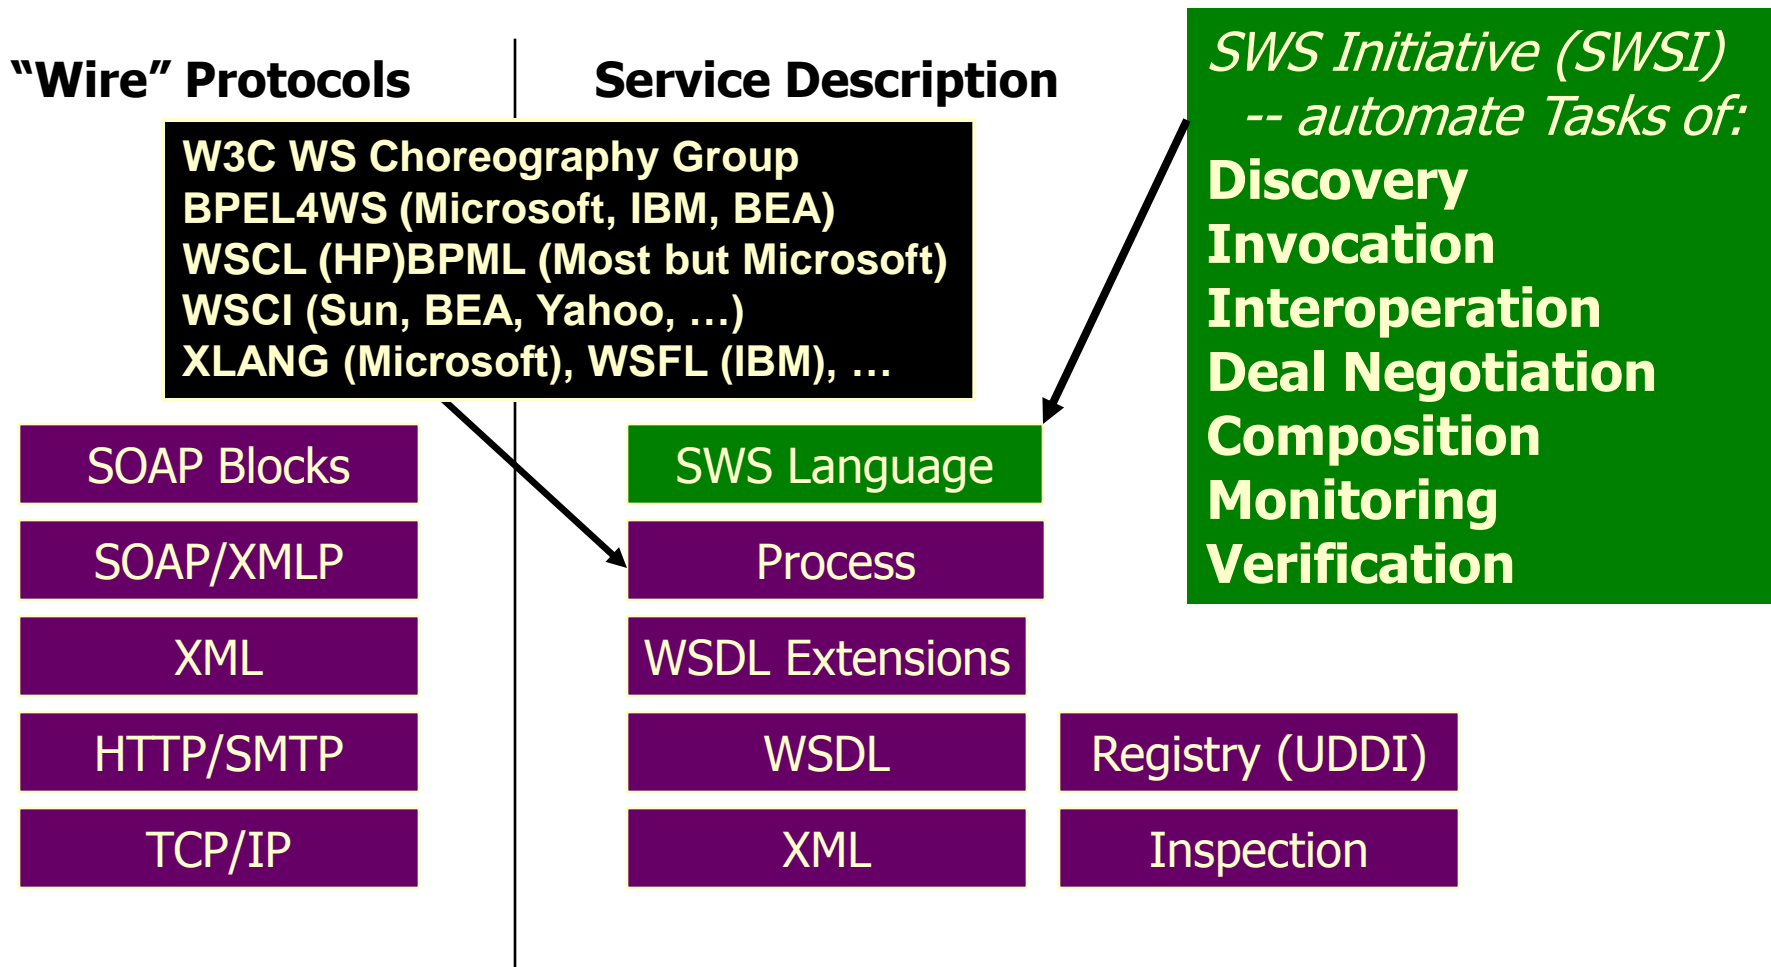 “Wire” Protocols
Service Description
W3C WS Choreography Group
BPEL4WS (Microsoft, IBM, BEA)
WSCL (HP)BPML (Most but Microsoft)
WSCI (Sun, BEA, Yahoo, …)
XLANG (Microsoft), WSFL (IBM), …
SWS Initiative (SWSI)
-- automate Tasks of:
Discovery
Invocation
Interoperation
Deal Negotiation
Composition
Monitoring
Verification
SOAP Blocks
SOAP/XMLP
XML
HTTP/SMTP
TCP/IP
SWS Language
Process
WSDL Extensions
WSDL
XML
Registry (UDDI)
Inspection